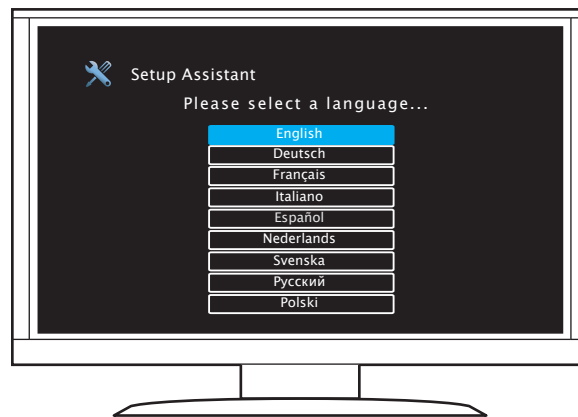 Setup Assistant
Please select a language...
English
Deutsch
Français
Italiano
Español
Nederlands
Svenska
Русский
Polski